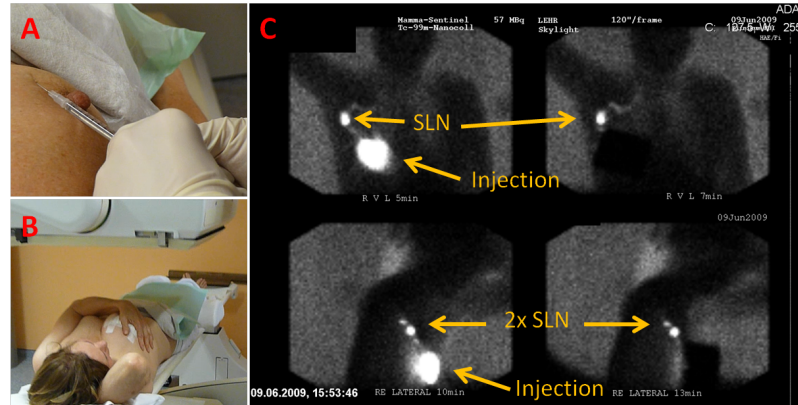 A
B
C
Mamma-Sentinel 57 MBq LEHR 120"/frame 09Jun2009
Tc-99m-Nanocoll Skylight
ADA
SLN
Injection
R V L 5min
R V L 7min
09Jun2009
2x SLN
Injection
09.06.2009, 15:53:46
RE LATERAL 10min
RE LATERAL 13min